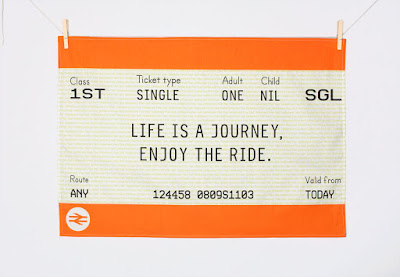 Class Ticket type Adult Child
1ST SINGLE ONE NIL SGL
LIFE IS A JOURNEY,
ENJOY THE RIDE.
Route Valid from
ANY 124458 0809S1103 TODAY